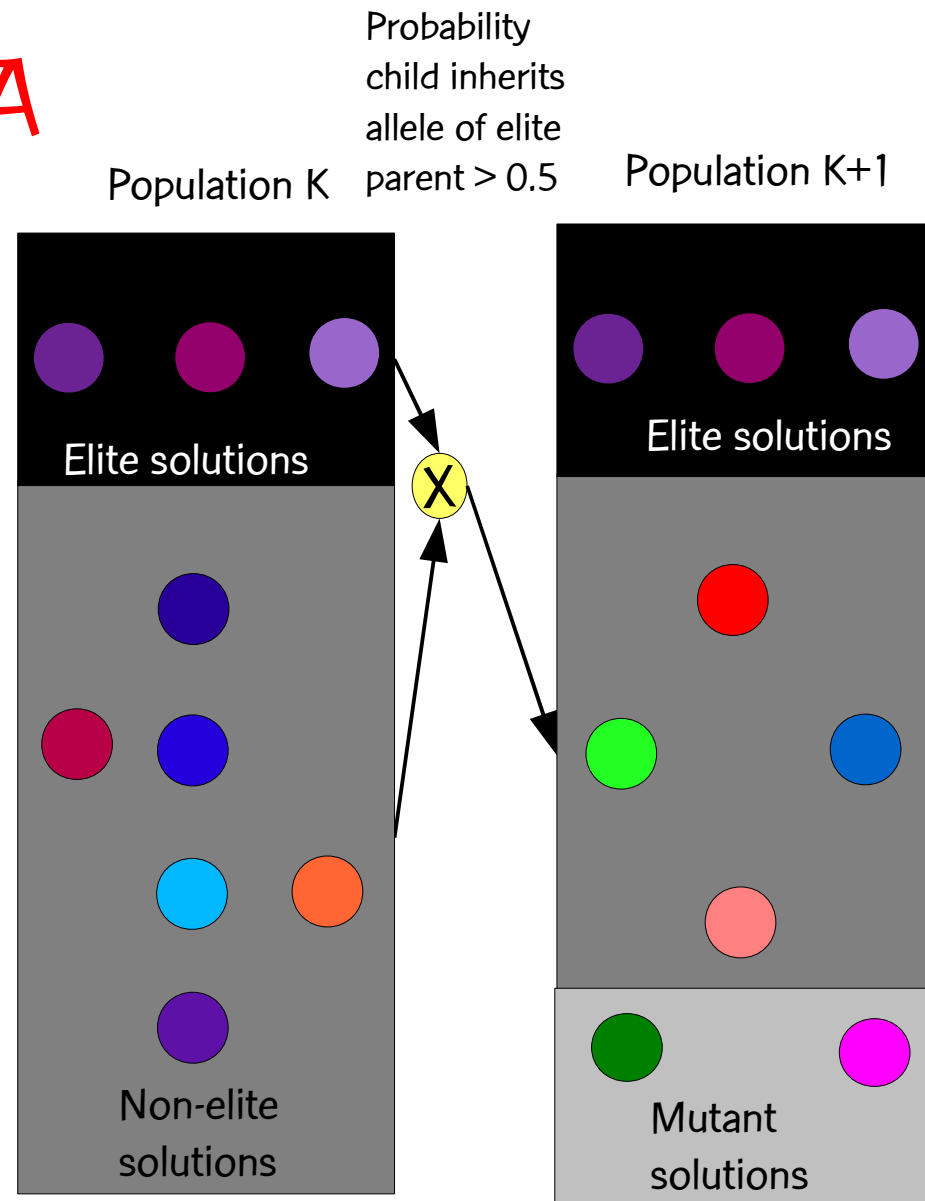 A
Probability
child inherits
allele of elite
parent > 0.5
Population K
Population K+1
Elite solutions
Elite solutions
X
Non-elite
solutions
Mutant
solutions